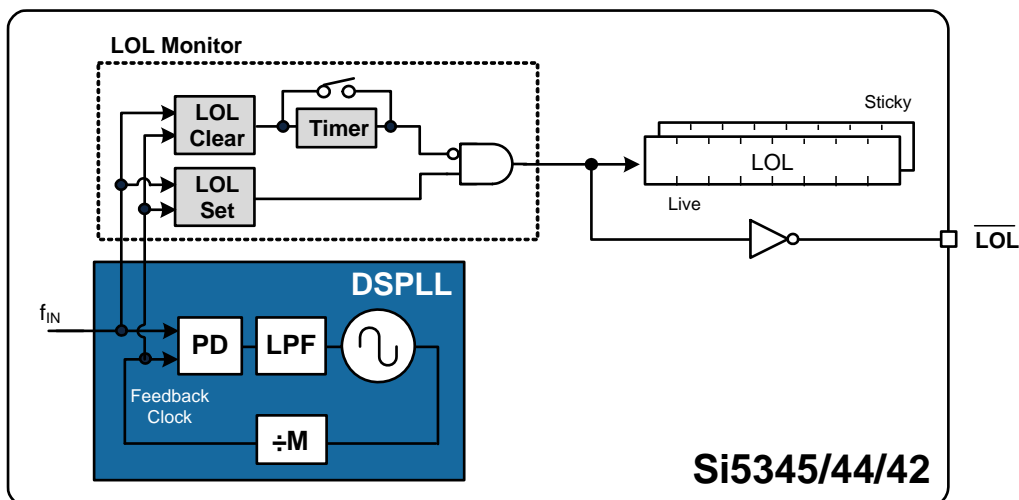 LOL Monitor
LOL
Clear
Timer
LOL
Set
Sticky
LOL
Live
LOL
DSPLL
fIN
PD
LPF
Feedback
Clock
÷M
Si5345/44/42